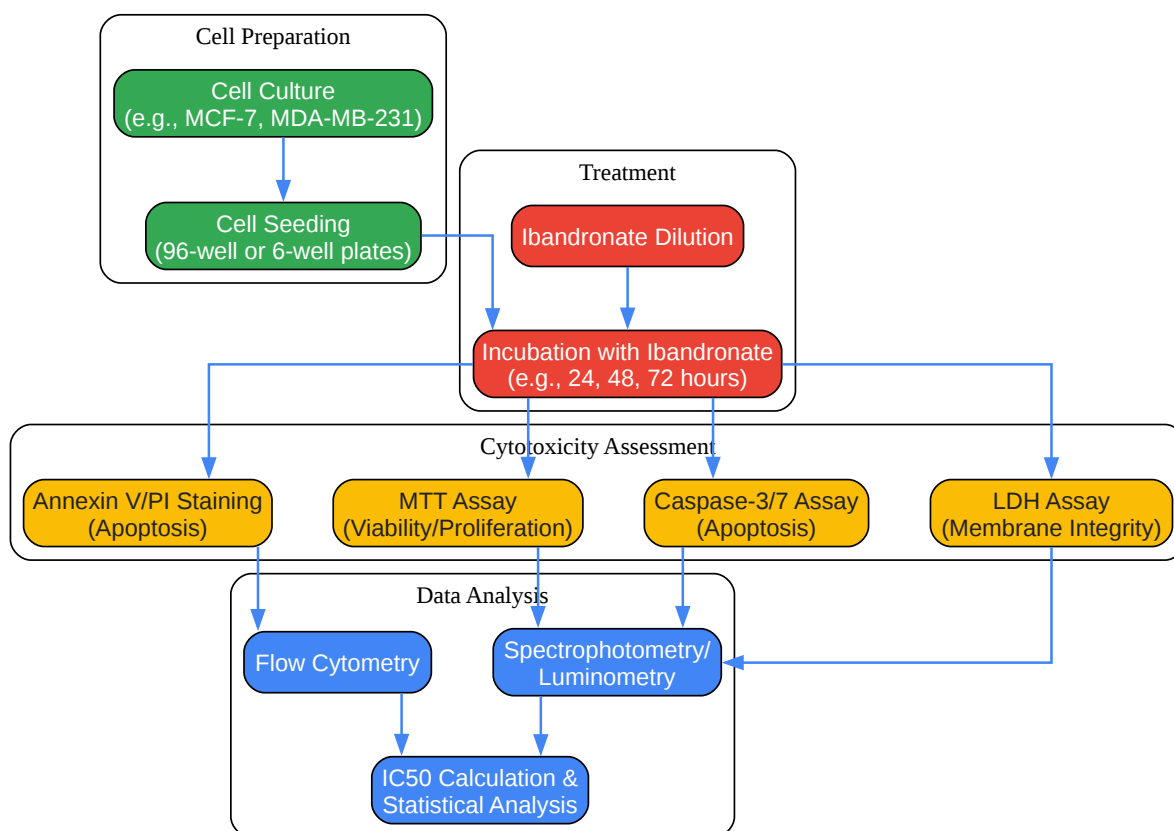 Cell Preparation
Cell Culture
(e.g., MCF-7, MDA-MB-231)
Cell Seeding
(96-well or 6-well plates)
Treatment
Ibandronate Dilution
Incubation with Ibandronate
(e.g., 24, 48, 72 hours)
Cytotoxicity Assessment
Annexin V/PI Staining
(Apoptosis)
MTT Assay
(Viability/Proliferation)
Caspase-3/7 Assay
(Apoptosis)
LDH Assay
(Membrane Integrity)
Data Analysis
Flow Cytometry
Spectrophotometry/
Luminometry
IC50 Calculation &
Statistical Analysis